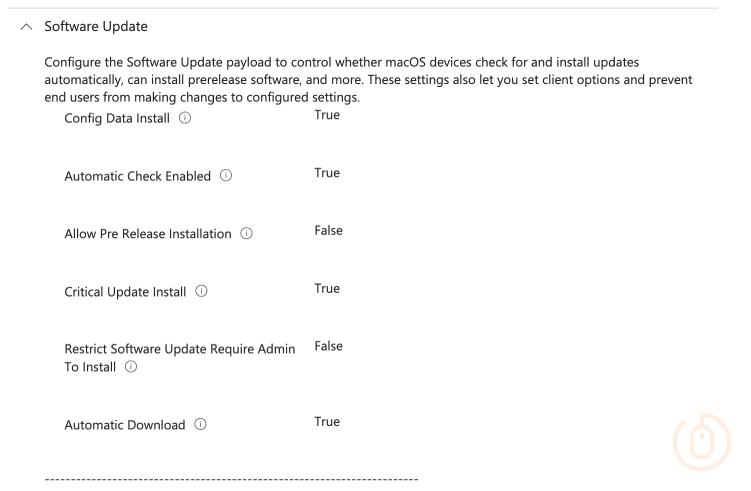 Software Update
Configure the Software Update payload to control whether macOS devices check for and install updates
automatically, can install prerelease software, and more. These settings also let you set client options and prevent
end users from making changes to configured settings.
Config Data Install True
Automatic Check Enabled True
Allow Pre Release Installation False
Critical Update Install True
Restrict Software Update Require Admin False
To Install
Automatic Download True
------------------------------------------------------------------------